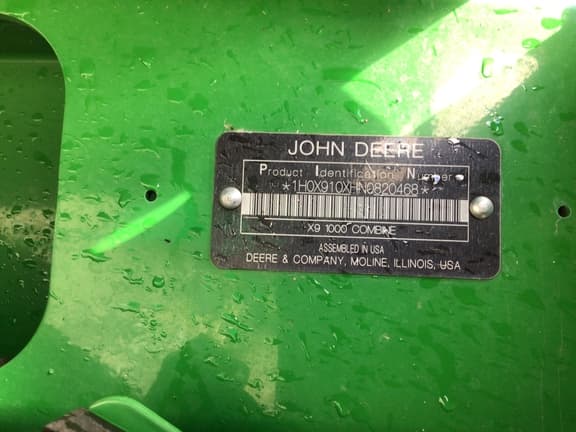 JOHN DEERE
Product Identification Number
*1H0X910XHN0820468*
X9 1000 COMBINE
ASSEMBLED IN USA
DEERE & COMPANY, MOLINE, ILLINOIS, USA